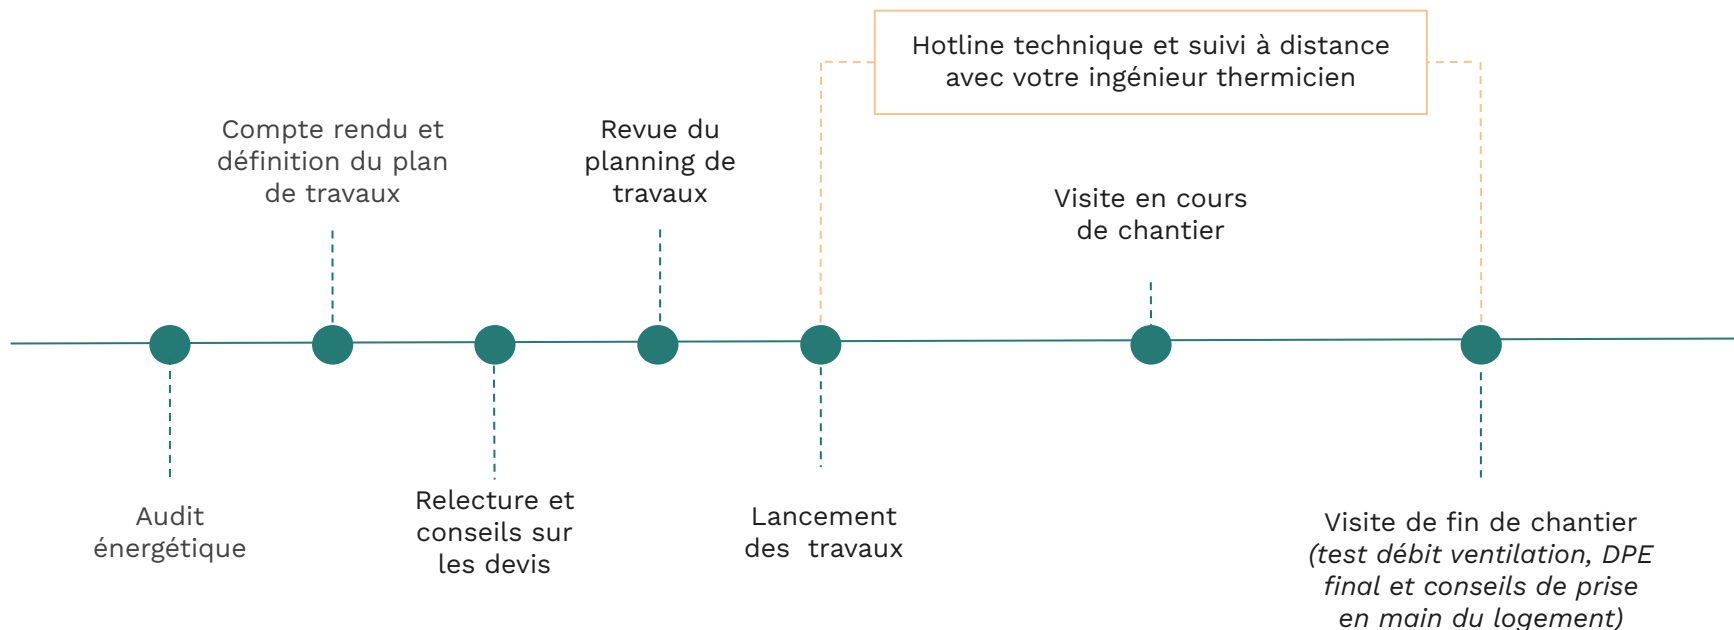 Hotline technique et suivi à distance
avec votre ingénieur thermicien
Compte rendu et
définition du plan
de travaux
Revue du
planning de
travaux
Visite en cours
de chantier
Audit
énergétique
Relecture et
conseils sur
les devis
Lancement
des travaux
Visite de fin de chantier
(test débit ventilation, DPE
final et conseils de prise
en main du logement)